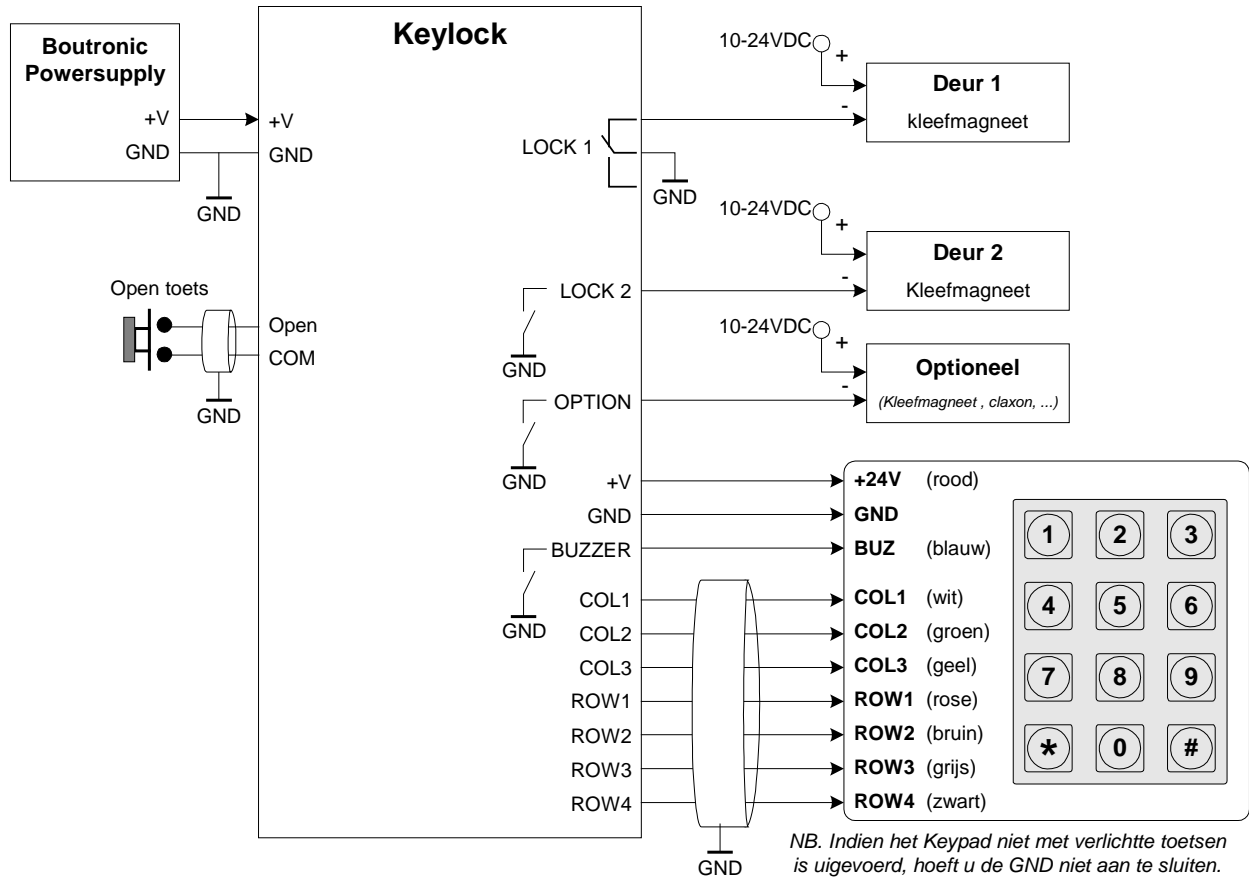 Boutronic
Powersupply
+V
GND
GND
Keylock
+V
GND
Open toets
Open
COM
GND
LOCK 1
GND
10-24VDC
+
-
Deur 1
kleefmagneet
LOCK 2
GND
10-24VDC
+
-
Deur 2
Kleefmagneet
OPTION
GND
10-24VDC
+
-
Optioneel
(Kleefmagneet , claxon, ...)
+V
GND
BUZZER
GND
COL1
COL2
COL3
ROW1
ROW2
ROW3
ROW4
GND
+24V (rood)
GND
BUZ (blauw)
COL1 (wit)
COL2 (groen)
COL3 (geel)
ROW1 (rose)
ROW2 (bruin)
ROW3 (grijs)
ROW4 (zwart)
1 2 3
4 5 6
7 8 9
* 0 #
NB. Indien het Keypad niet met verlichtte toetsen
is uigevoerd, hoeft u de GND niet aan te sluiten.